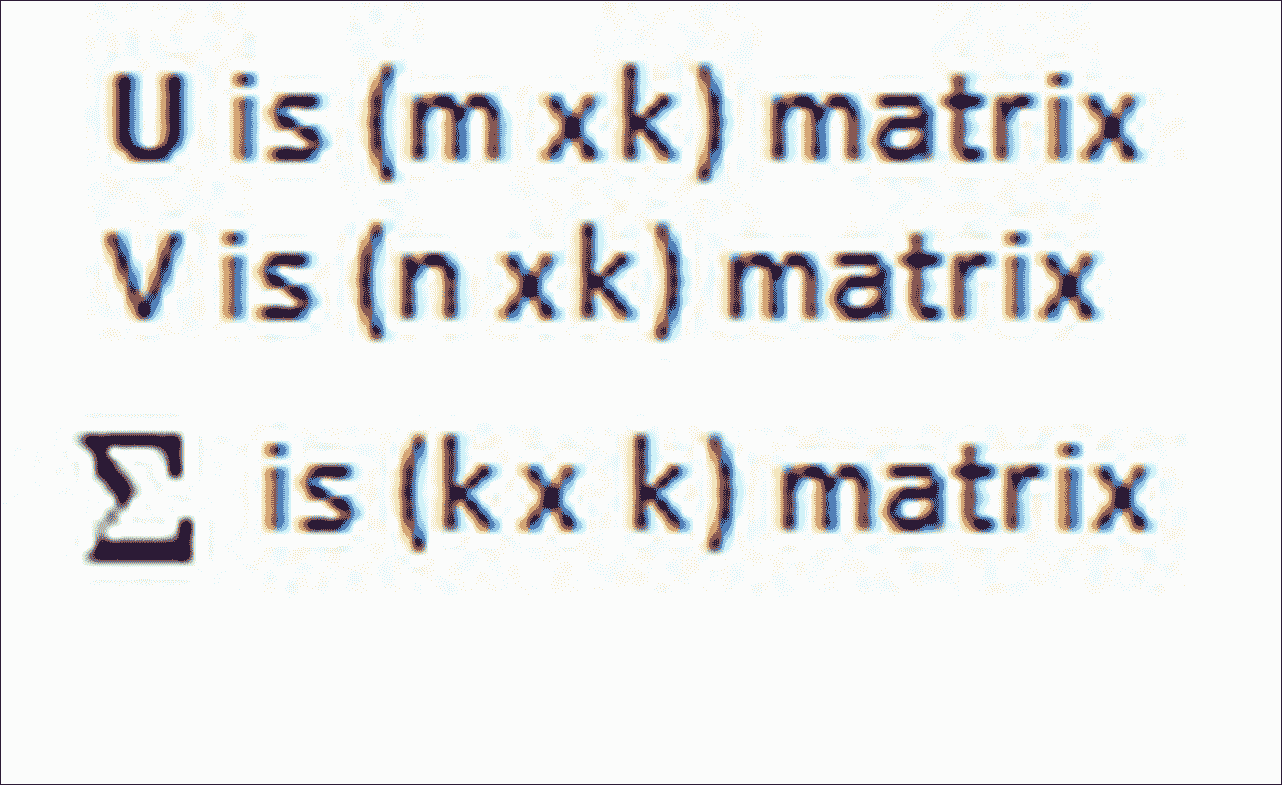 U is (m xk) matrix
V is (n xk) matrix
Σ is (k x k) matrix